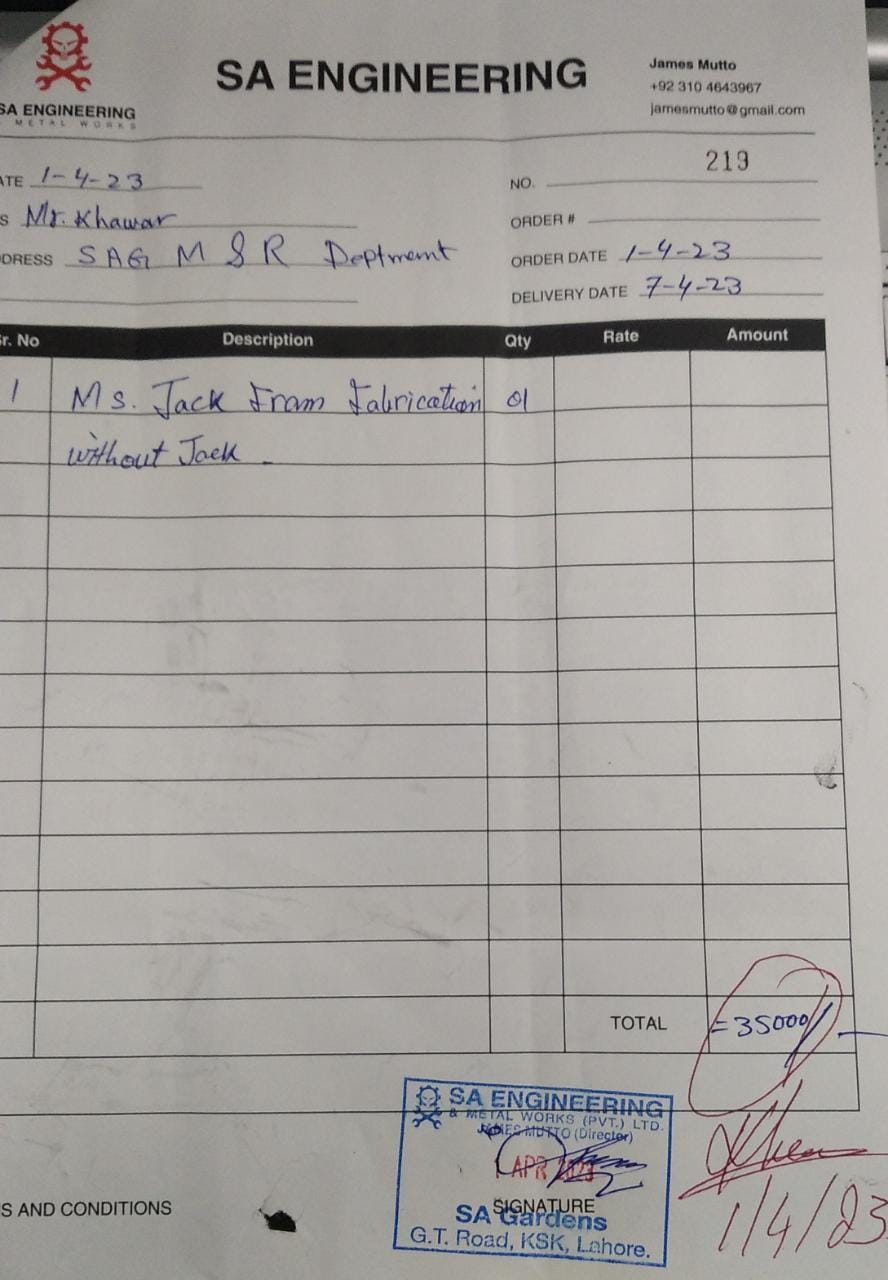 SA ENGINEERING
METAL WORKS
SA ENGINEERING
James Mutto
+92 310 4643967
jamesmutto@gmail.com
ATE 1-4-23
NO. 219
S Mr. Khawar
ORDER #
DRESS SAG M & R Deptment
ORDER DATE 1-4-23
DELIVERY DATE 7-4-23
Sr. No Description Qty Rate Amount
1 Ms. Jack Fram Fabrication 01
without Jack
TOTAL =35000/-
SA ENGINEERING
& METAL WORKS (PVT.) LTD.
JAMES MUTTO (Director)
1 APR 2023
SIGNATURE
SA Gardens
G.T. Road, KSK, Lahore.
1/4/23
S AND CONDITIONS